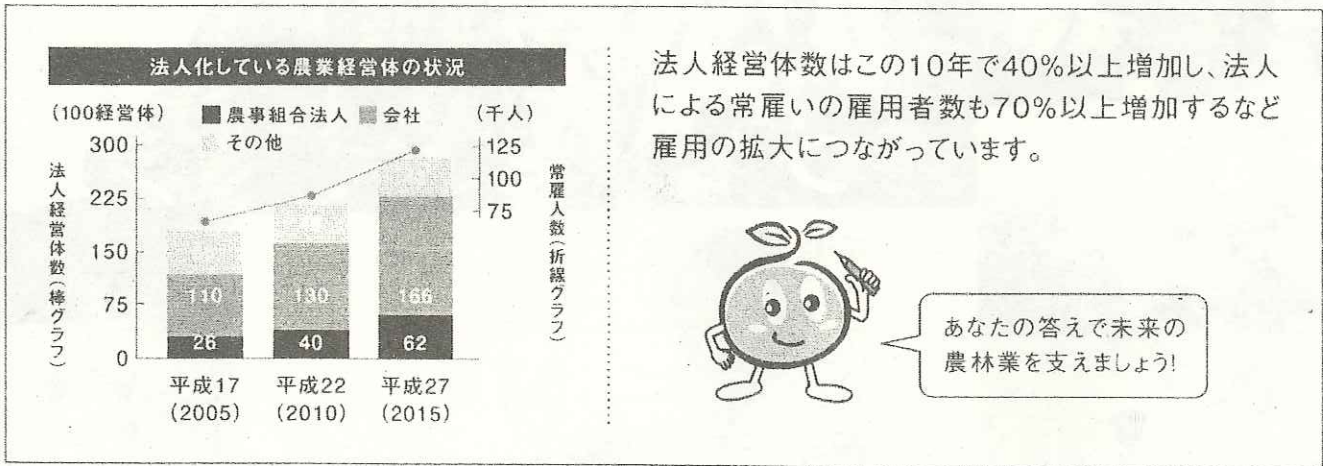 法人化している農業経営体の状況
(100経営体)
■農事組合法人 ■会社
その他
(千人)
法人経営体数(棒グラフ)
300
225
150
75
0
110
26
130
40
166
62
125
100
75
常雇人数(折線グラフ)
平成17
(2005)
平成22
(2010)
平成27
(2015)
法人経営体数はこの10年で40%以上増加し、法人
による常雇いの雇用者数も70%以上増加するなど
雇用の拡大につながっています。
あなたの答えで未来の
農林業を支えましょう!